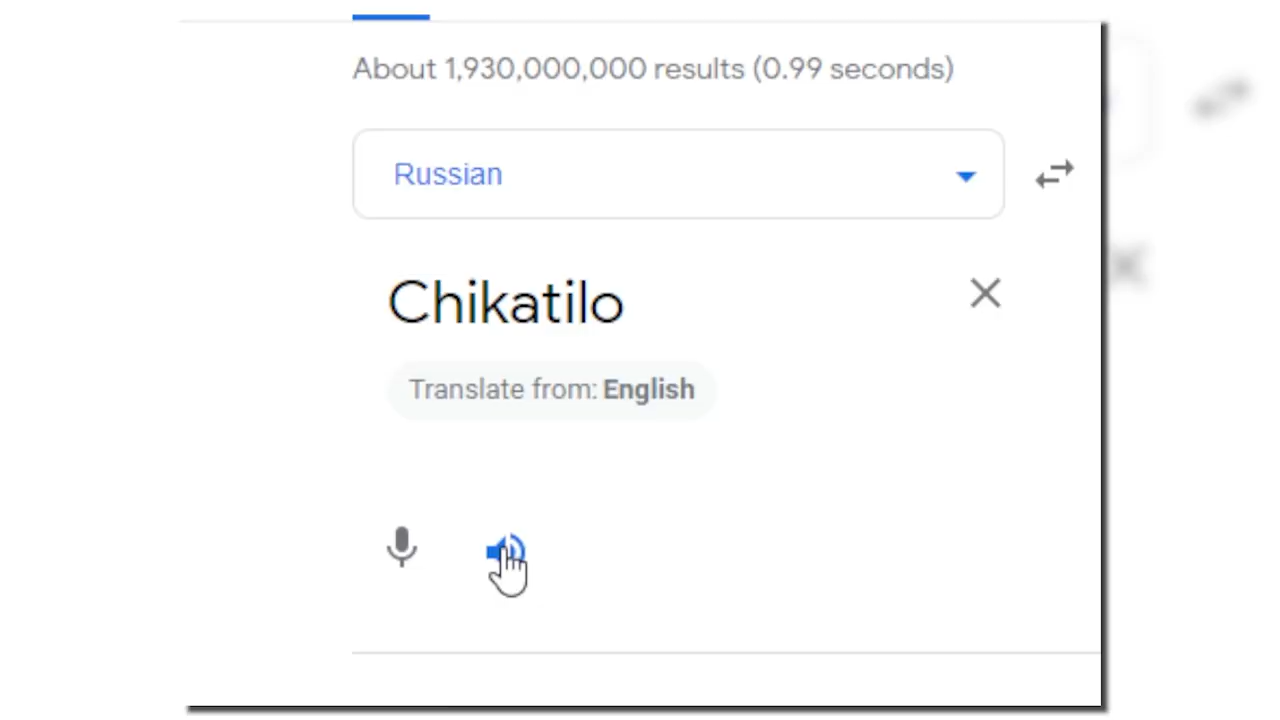 About 1,930,000,000 results (0.99 seconds)
Russian
Chikatilo
Translate from: English